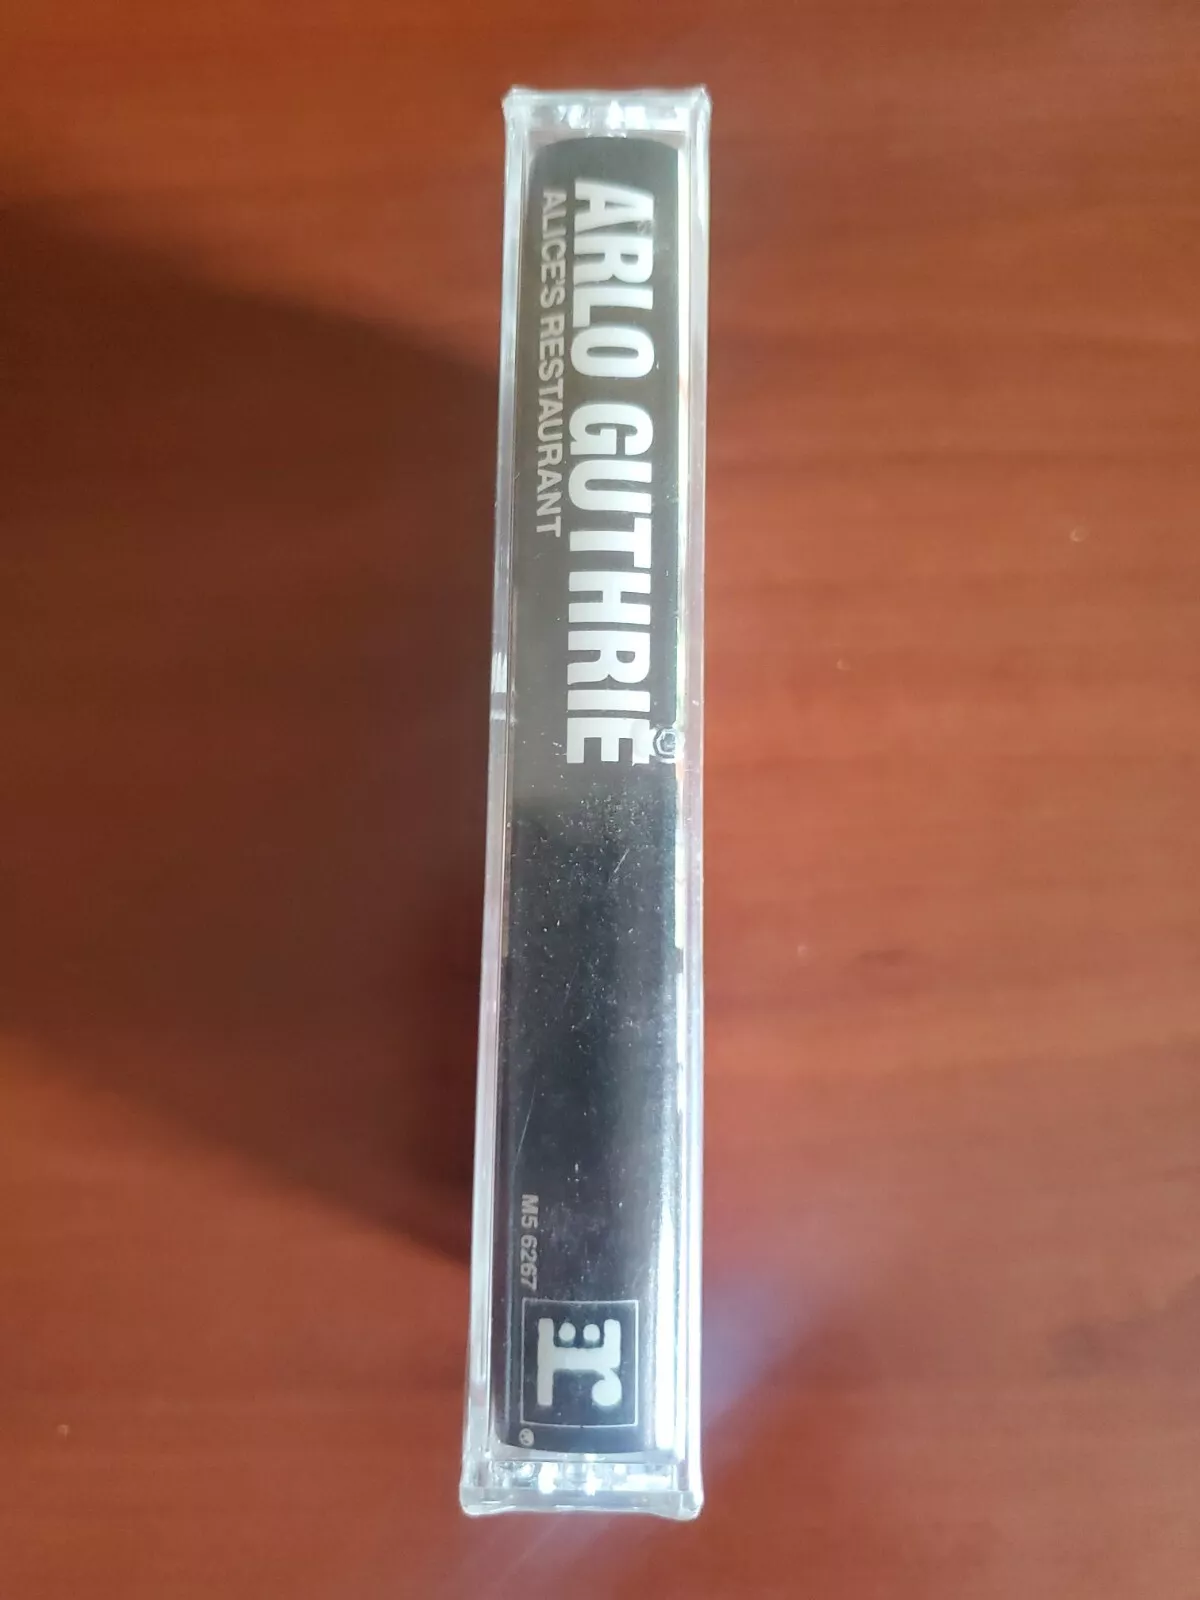 ARLO GUTHRIE
ALICE'S RESTAURANT
M5 6267
r